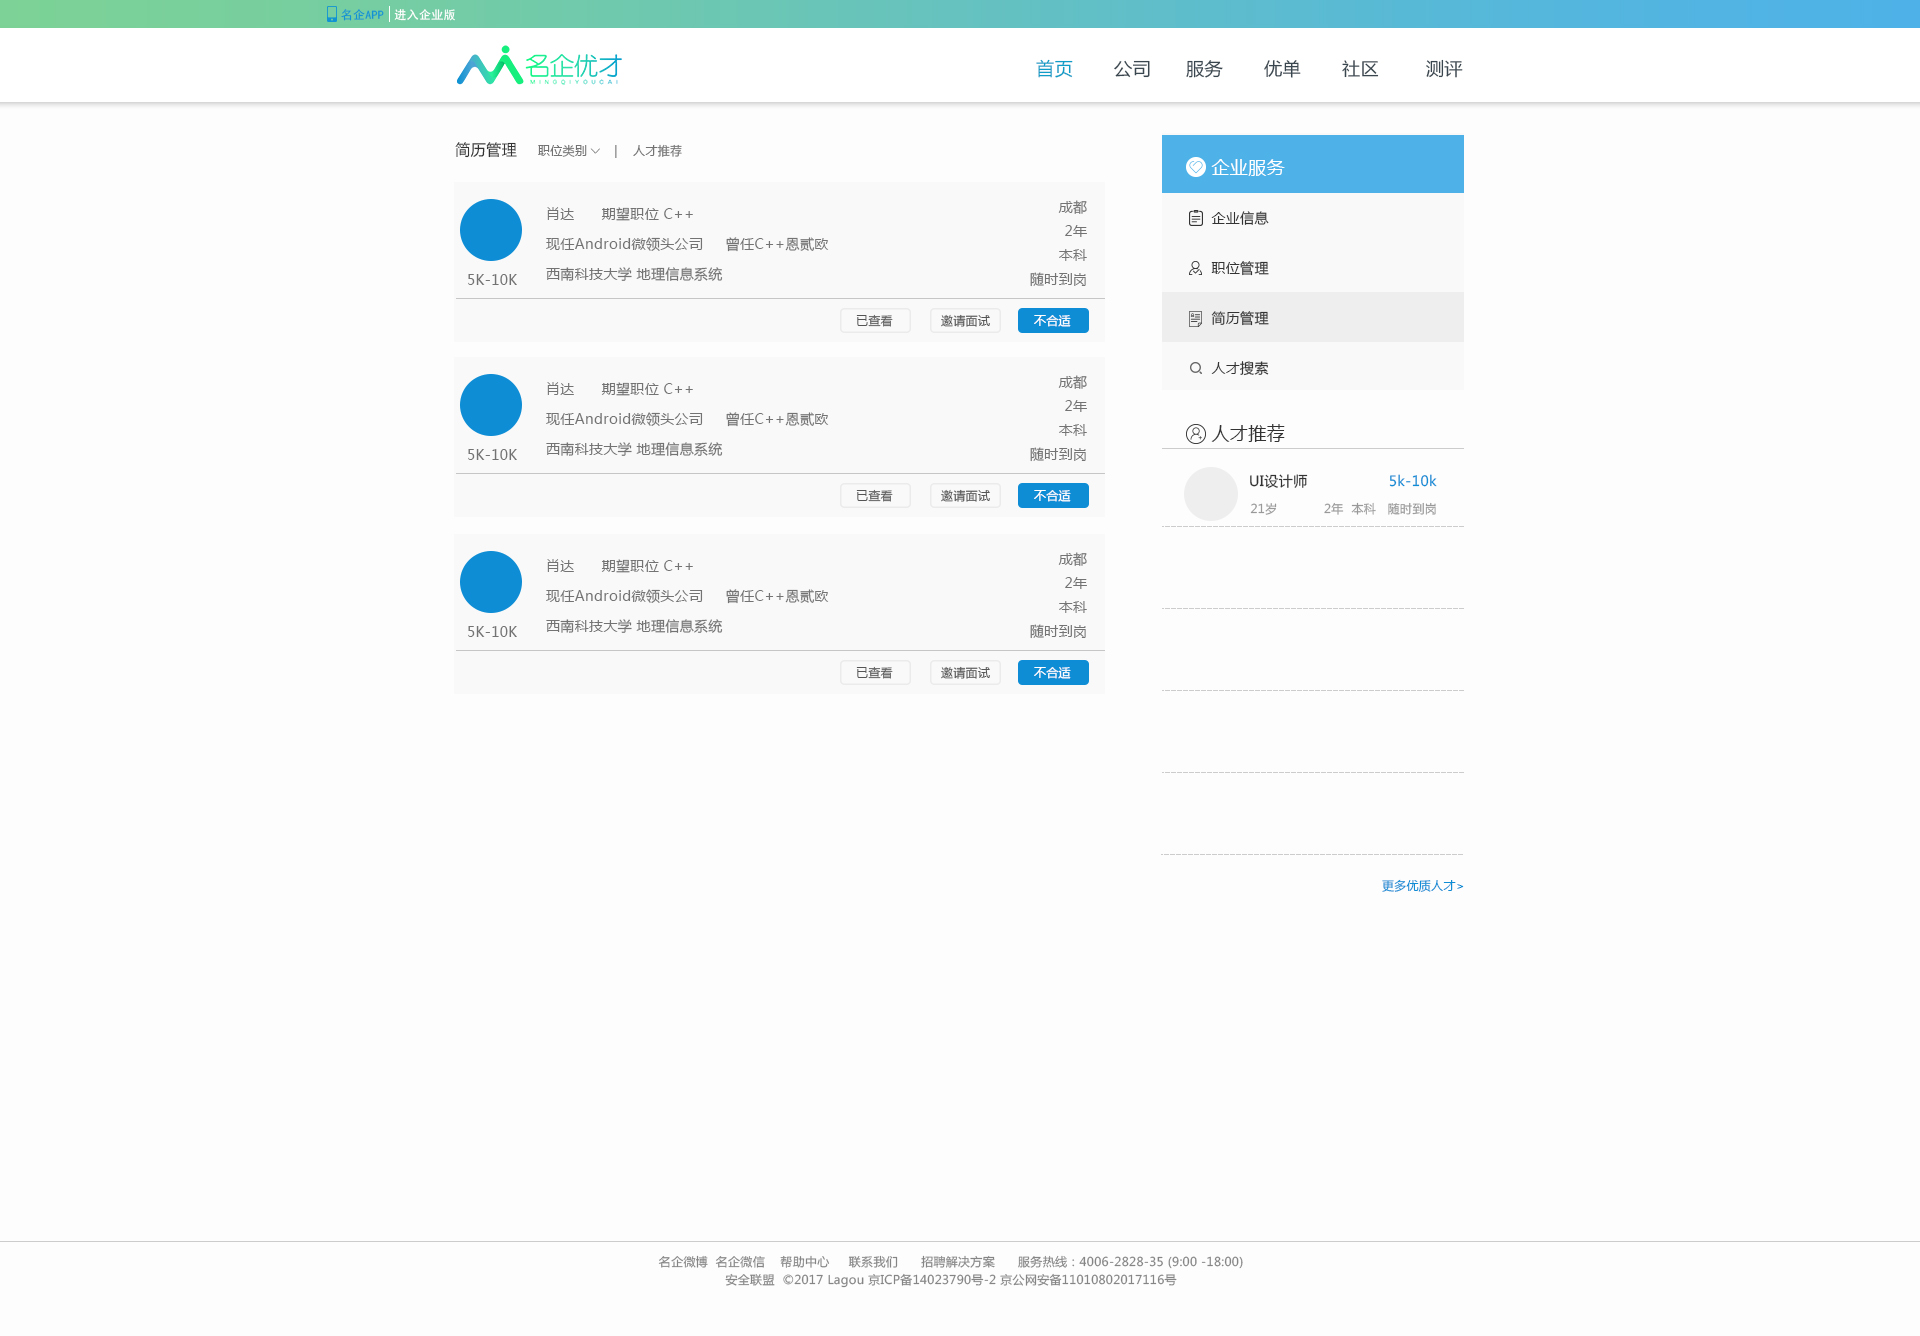 名企APP 进入企业版
名企优才
MINGQIYOUCAI
首页 公司 服务 优单 社区 测评
简历管理 职位类别 | 人才推荐
肖达 期望职位 C++
现任Android微领头公司 曾任C++恩贰欧
西南科技大学 地理信息系统
5K-10K
成都
2年
本科
随时到岗
已查看 邀请面试 不合适
肖达 期望职位 C++
现任Android微领头公司 曾任C++恩贰欧
西南科技大学 地理信息系统
5K-10K
成都
2年
本科
随时到岗
已查看 邀请面试 不合适
肖达 期望职位 C++
现任Android微领头公司 曾任C++恩贰欧
西南科技大学 地理信息系统
5K-10K
成都
2年
本科
随时到岗
已查看 邀请面试 不合适
企业服务
企业信息
职位管理
简历管理
人才搜索
人才推荐
UI设计师 5k-10k
21岁 2年 本科 随时到岗
更多优质人才>
名企微博 名企微信 帮助中心 联系我们 招聘解决方案 服务热线：4006-2828-35 (9:00 -18:00)
安全联盟 ©2017 Lagou 京ICP备14023790号-2 京公网安备11010802017116号